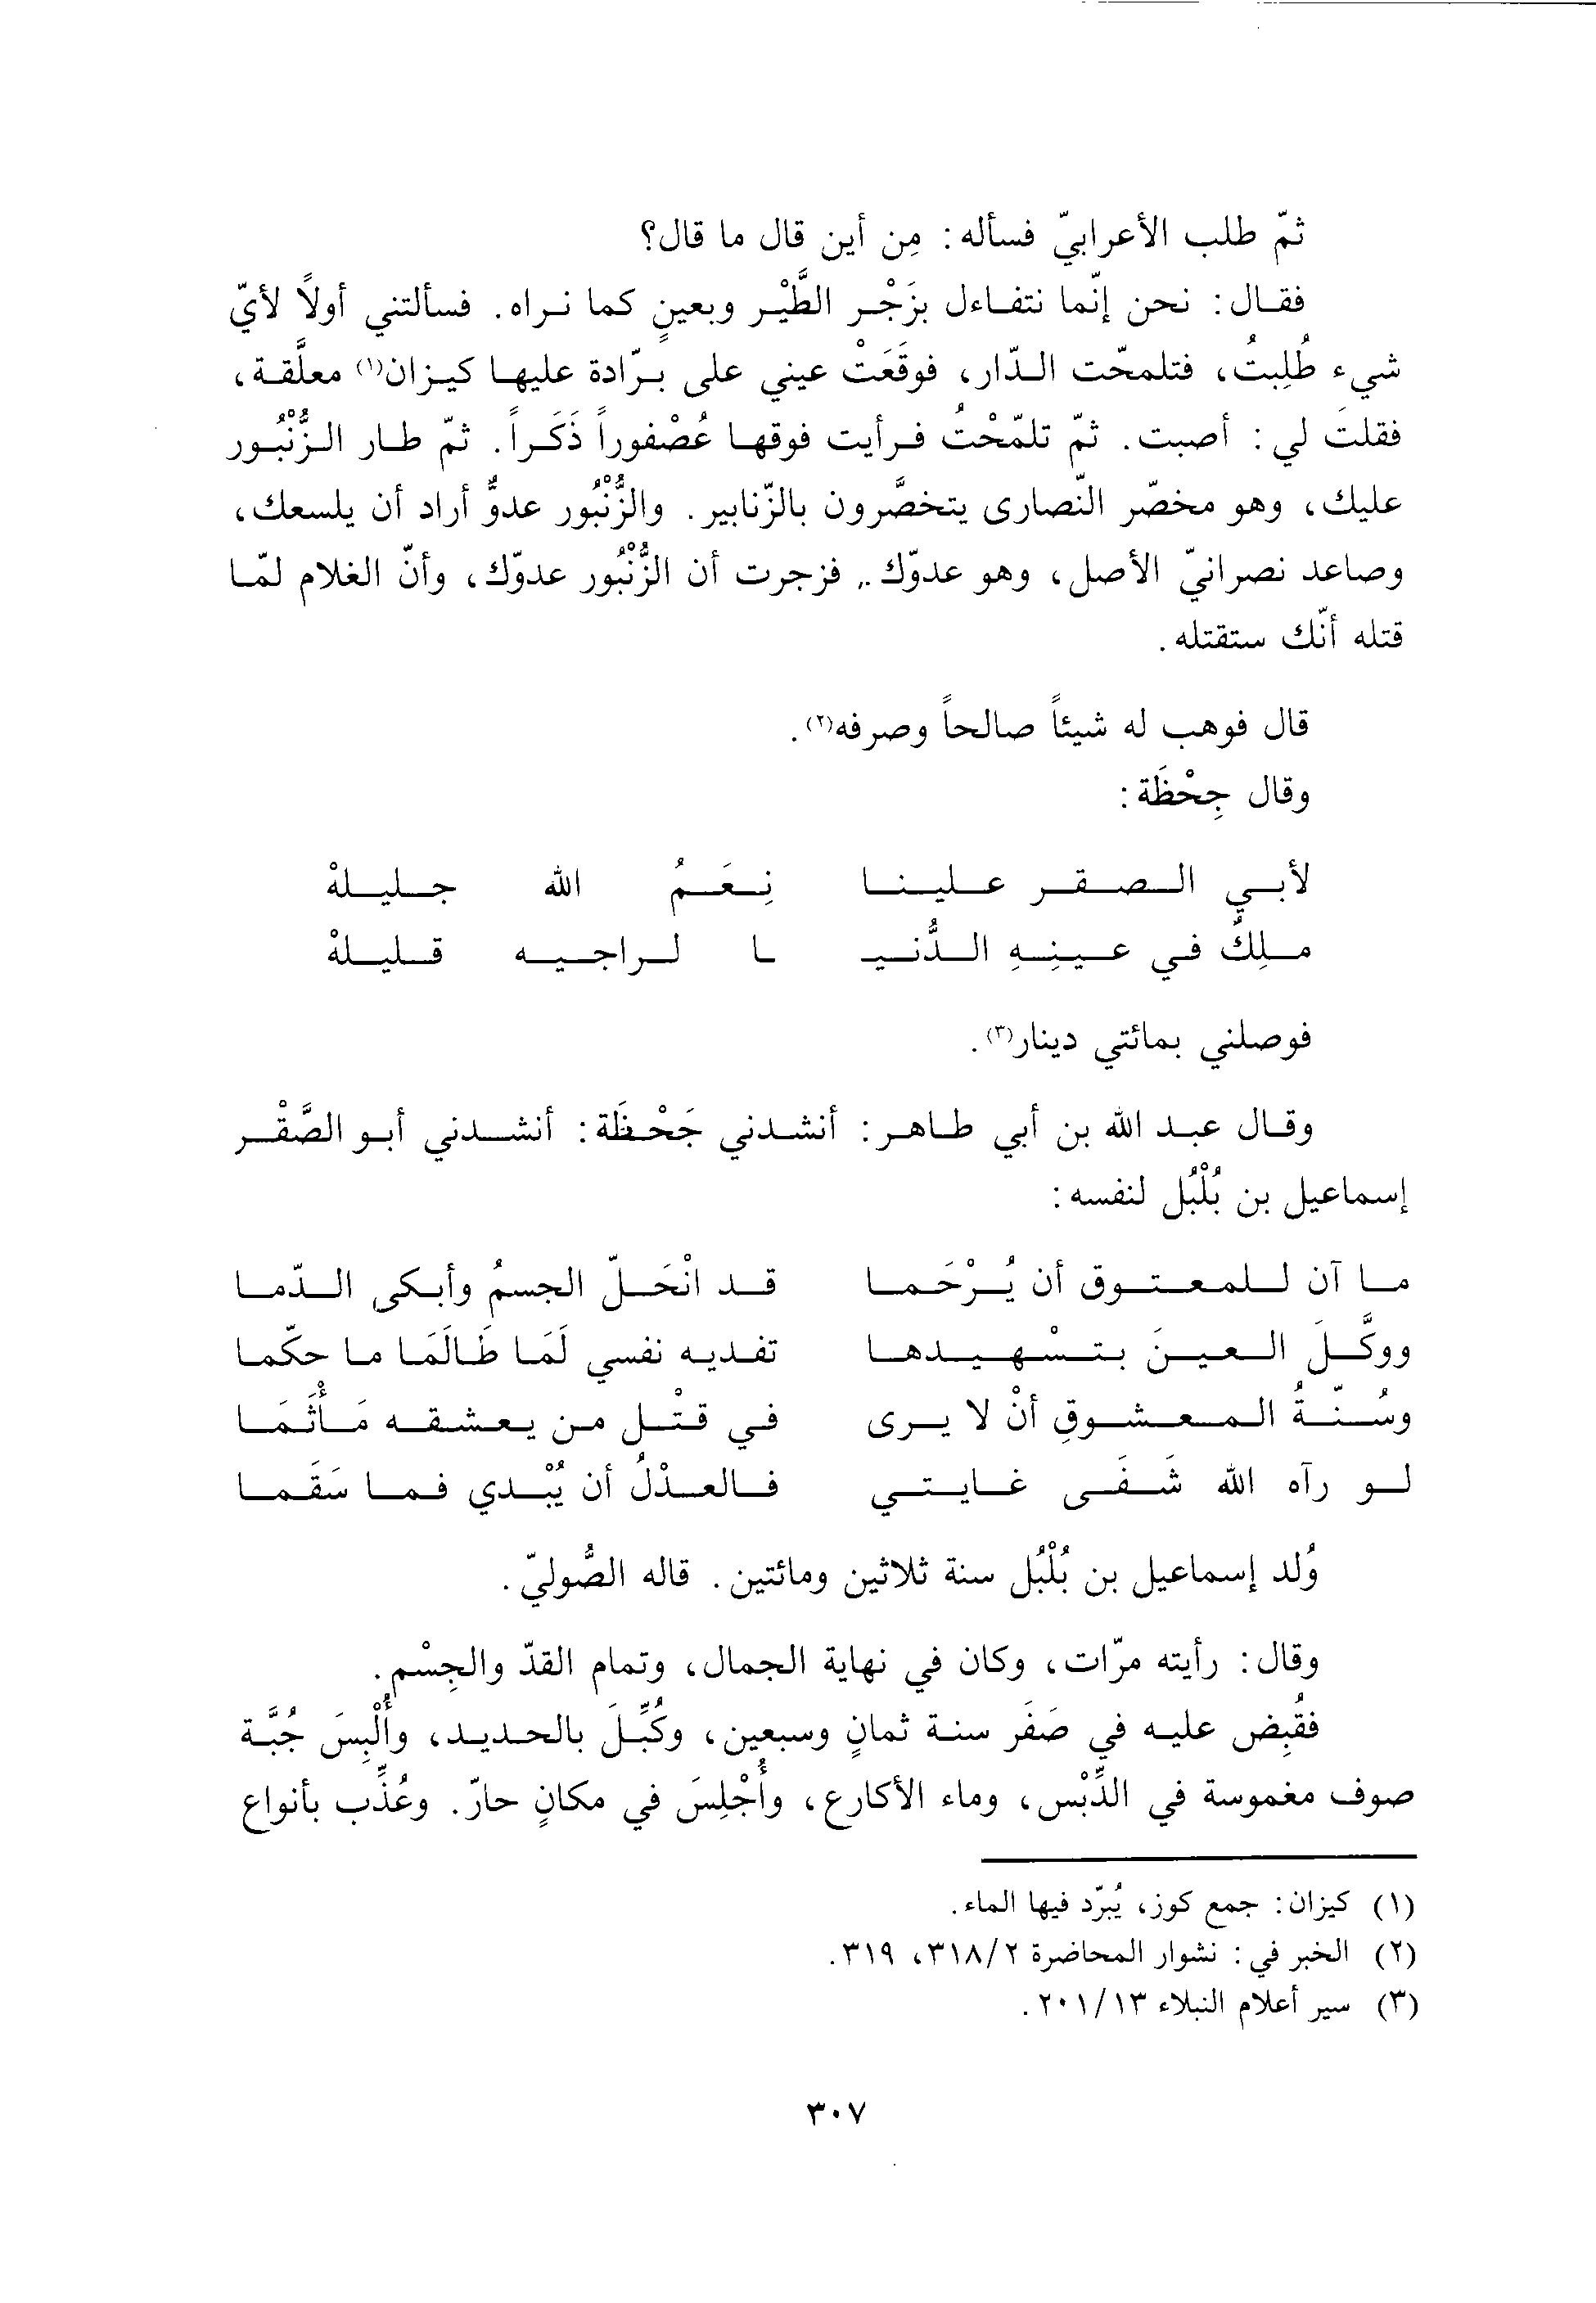 ثمّ طلب الأعرابيّ فسأله: مِن أين قال ما قال؟
فقال: نحن إنّما نتفاءل بزَجْر الطَّيْر وبعينٍ كما نراه. فسألتني أولاً لأيّ
شيء طُلِبتُ، فتلمحّت الدّار، فوقَعَتْ عيني على برّادة عليها كيزان(١) معلَّقة،
فقلتَ لي: أصبت. ثمّ تلمّحْتُ فرأيت فوقها عُصْفوراً ذَكَراً. ثمّ طار الزُّنْبُور
عليك، وهو مخصّر النّصارى يتخصَّرون بالزّنابير. والزُّنْبُور عدوٌّ أراد أن يلسعك،
وصاعد نصرانيّ الأصل، وهو عدوّك. فزجرت أن الزُّنْبُور عدوّك، وأنّ الغلام لمّا
قتله أنّك ستقتله.
قال فوهب له شيئاً صالحاً وصرفه(٢).
وقال جِحْظَة:
لأبي الصقر علينا نِعَمُ الله جليلهْ
ملِكٌ في عينِهِ الدُّنيـ ـا لراجيه قليلهْ
فوصلني بمائتي دينار(٣).
وقال عبد الله بن أبي طاهر: أنشدني جَحْظَة: أنشدني أبو الصَّقْر
إسماعيل بن بُلْبُل لنفسه:
ما آن للمعتوق أن يُرْحَما قد انْحَلّ الجسمُ وأبكى الدّما
ووكَّلَ العينَ بتسْهيدها تفديه نفسي لَمَا ظَالَمَا ما حكّما
وسُنّةُ المعشوقِ أنْ لا يرى في قتْل من يعشقه مَأْثَمَا
لو رآه الله شَفَى غايتي فالعذْلُ أن يُبْدي فما سَقَما
وُلد إسماعيل بن بُلْبُل سنة ثلاثين ومائتين. قاله الصُّوليّ.
وقال: رأيته مرّات، وكان في نهاية الجمال، وتمام القدّ والجِسْم.
فقُبِض عليه في صَفَر سنة ثمانٍ وسبعين، وكُبِّلَ بالحديد، وأُلْبِسَ جُبَّة
صوف مغموسة في الدِّبْس، وماء الأكارع، وأُجْلِسَ في مكانٍ حارّ. وعُذِّب بأنواع
(١) كيزان: جمع كوز، يُبرّد فيها الماء.
(٢) الخبر في: نشوار المحاضرة ٣١٨/٢، ٣١٩.
(٣) سير أعلام النبلاء ٢٠١/١٣.
٣٠٧